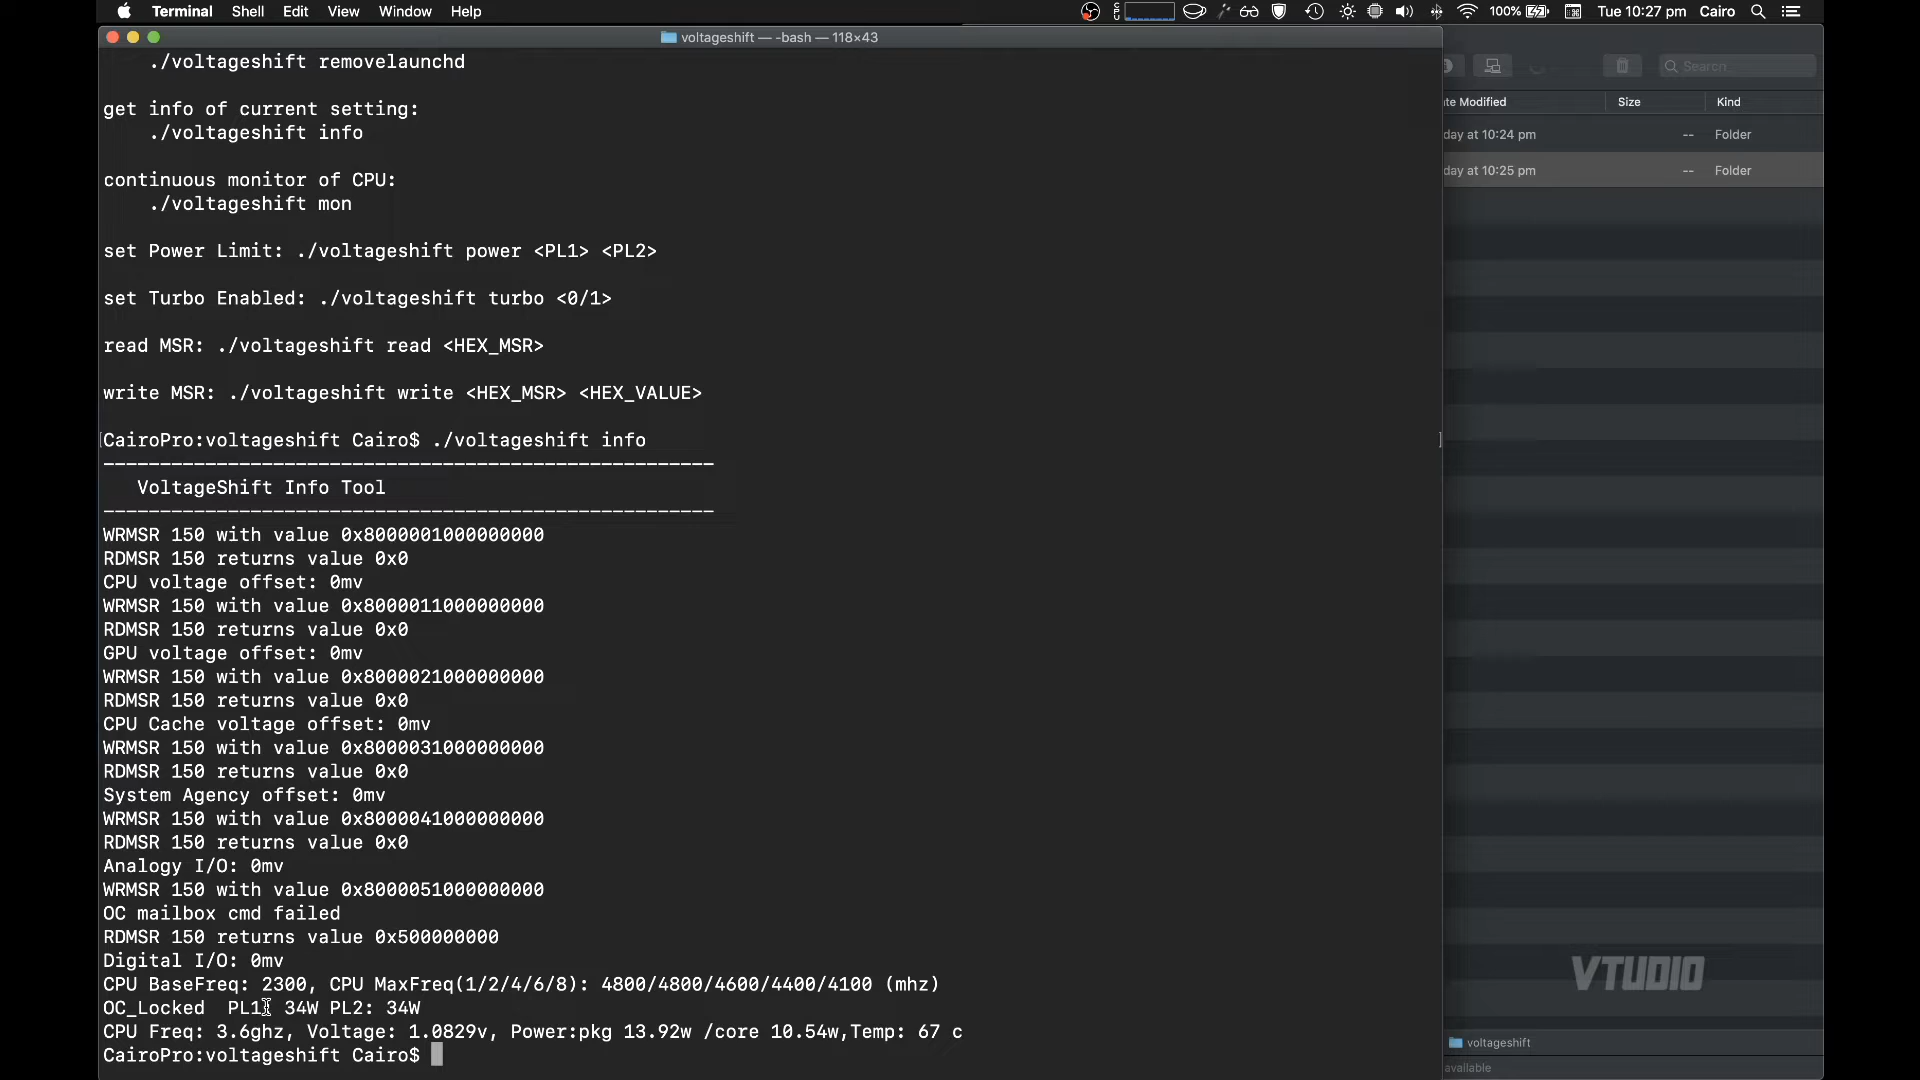 Terminal Shell Edit View Window Help 100% Tue 10:27 pm Cairo
voltageshift — -bash — 118×43
./voltageshift removelaunchd
get info of current setting:
./voltageshift info
continuous monitor of CPU:
./voltageshift mon
set Power Limit: ./voltageshift power <PL1> <PL2>
set Turbo Enabled: ./voltageshift turbo <0/1>
read MSR: ./voltageshift read <HEX_MSR>
write MSR: ./voltageshift write <HEX_MSR> <HEX_VALUE>
[CairoPro:voltageshift Cairo$ ./voltageshift info ]
------------------------------------------------------
VoltageShift Info Tool
------------------------------------------------------
WRMSR 150 with value 0x8000001000000000
RDMSR 150 returns value 0x0
CPU voltage offset: 0mv
WRMSR 150 with value 0x8000011000000000
RDMSR 150 returns value 0x0
GPU voltage offset: 0mv
WRMSR 150 with value 0x8000021000000000
RDMSR 150 returns value 0x0
CPU Cache voltage offset: 0mv
WRMSR 150 with value 0x8000031000000000
RDMSR 150 returns value 0x0
System Agency offset: 0mv
WRMSR 150 with value 0x8000041000000000
RDMSR 150 returns value 0x0
Analogy I/O: 0mv
WRMSR 150 with value 0x8000051000000000
OC mailbox cmd failed
RDMSR 150 returns value 0x500000000
Digital I/O: 0mv
CPU BaseFreq: 2300, CPU MaxFreq(1/2/4/6/8): 4800/4800/4600/4400/4100 (mhz)
OC_Locked PL1: 34W PL2: 34W
CPU Freq: 3.6ghz, Voltage: 1.0829v, Power:pkg 13.92w /core 10.54w,Temp: 67 c
CairoPro:voltageshift Cairo$
Search
te Modified Size Kind
day at 10:24 pm -- Folder
day at 10:25 pm -- Folder
VTUDIO
voltageshift
available